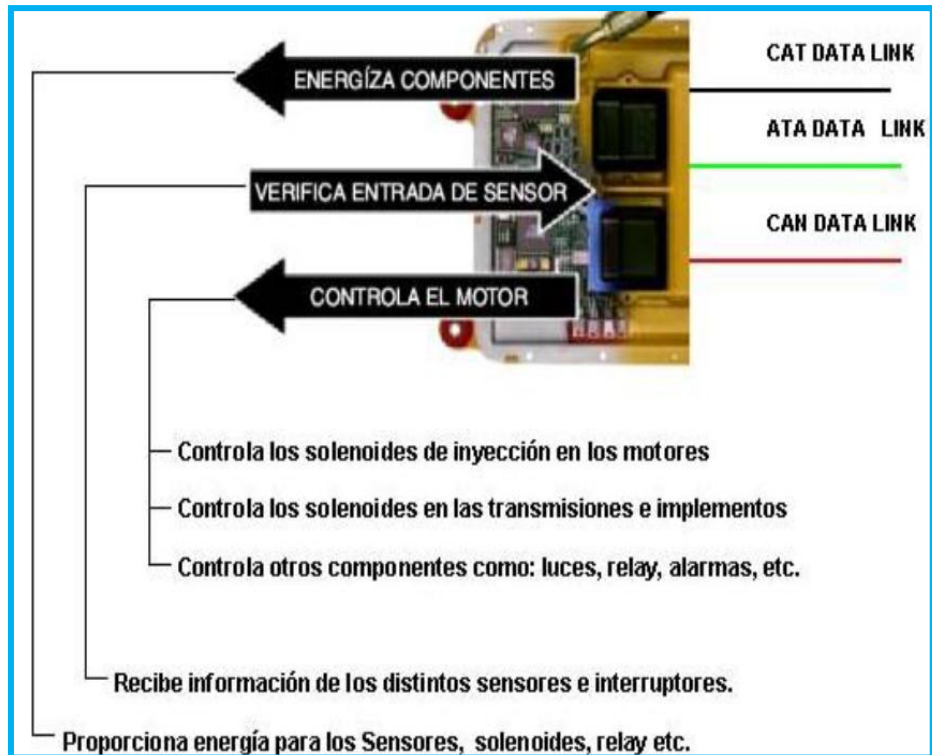 CAT DATA LINK
ENERGÍZA COMPONENTES
ATA DATA LINK
VERIFICA ENTRADA DE SENSOR
CAN DATA LINK
CONTROLA EL MOTOR
Controla los solenoides de inyección en los motores
Controla los solenoides en las transmisiones e implementos
Controla otros componentes como: luces, relay, alarmas, etc.
Recibe información de los distintos sensores e interruptores.
Proporciona energía para los Sensores, solenoides, relay etc.